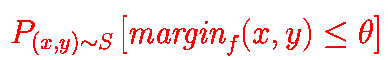 P_{(x,y)∼S} [margin_f(x, y) ≤ θ]